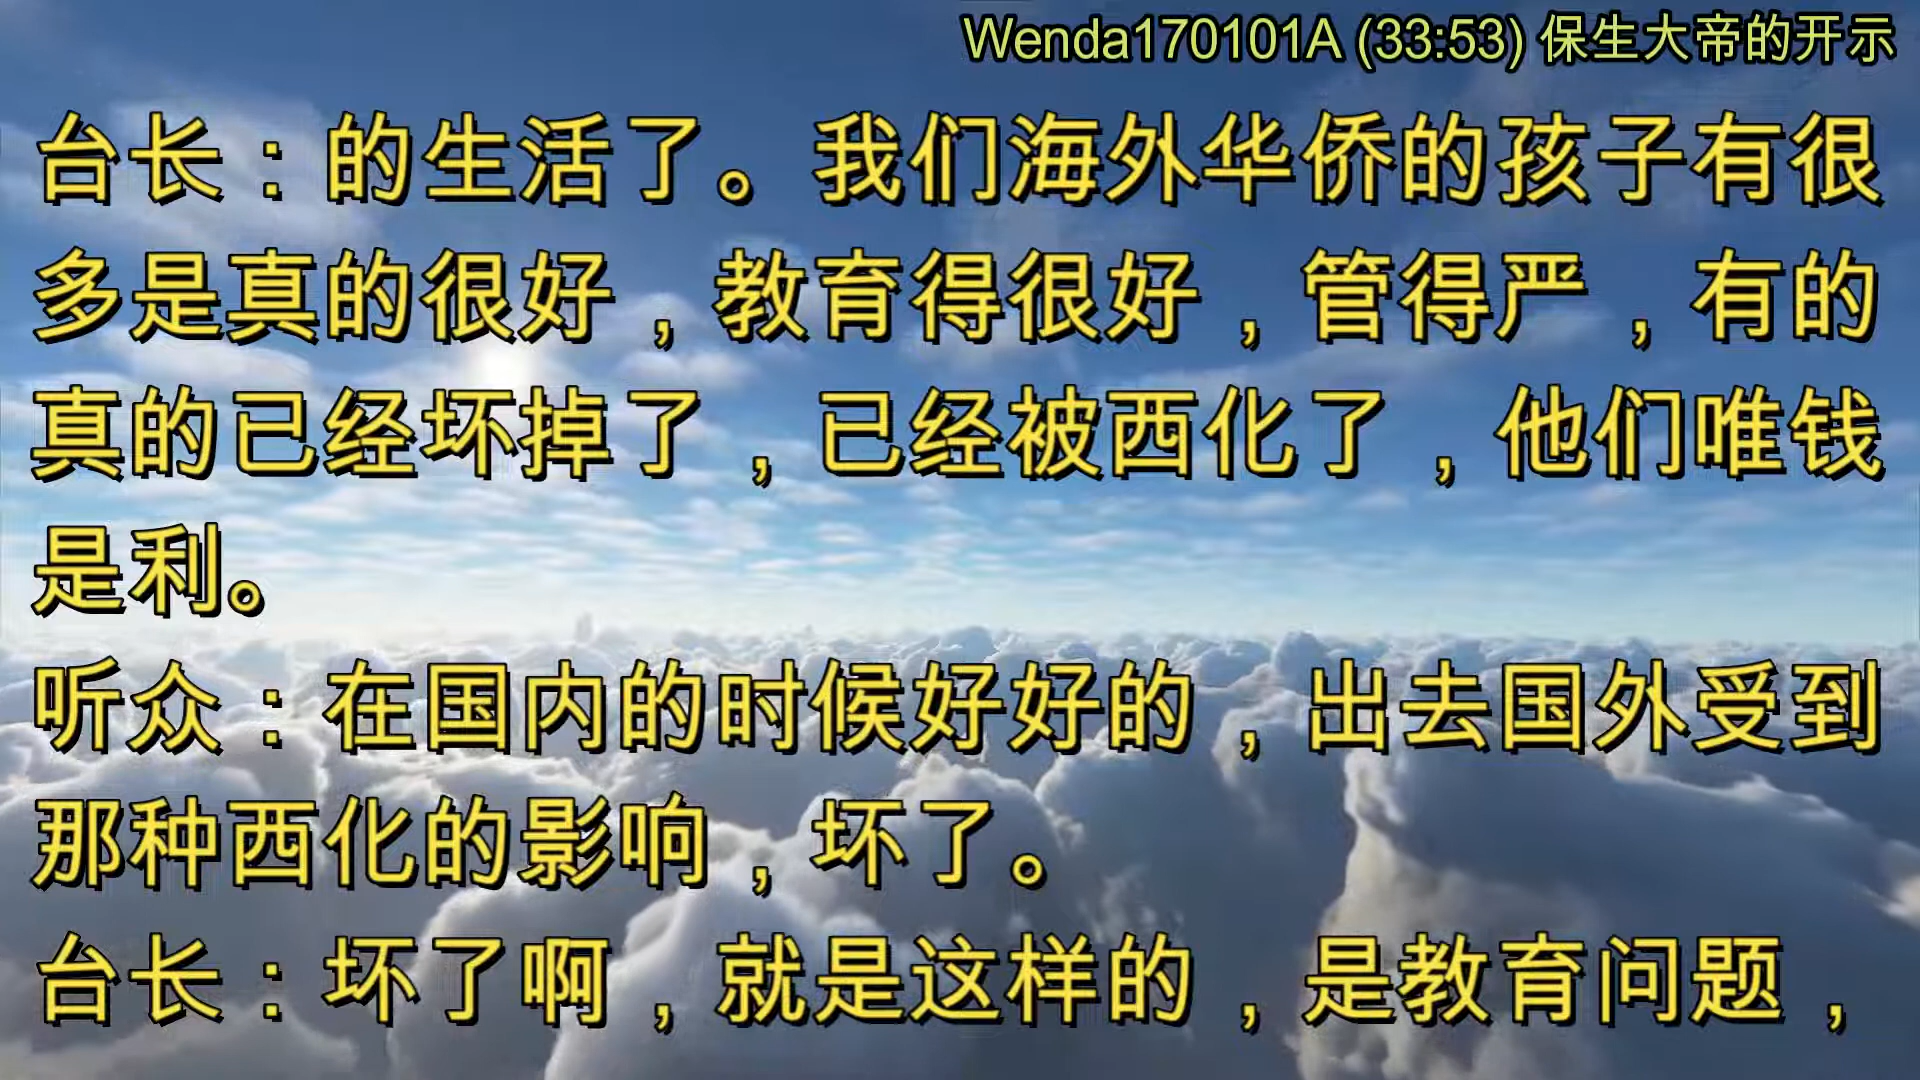 Wenda170101A (33:53) 保生大帝的开示
台长：的生活了。我们海外华侨的孩子有很
多是真的很好，教育得很好，管得严，有的
真的已经坏掉了，已经被西化了，他们唯钱
是利。
听众：在国内的时候好好的，出去国外受到
那种西化的影响，坏了。
台长：坏了啊，就是这样的，是教育问题，